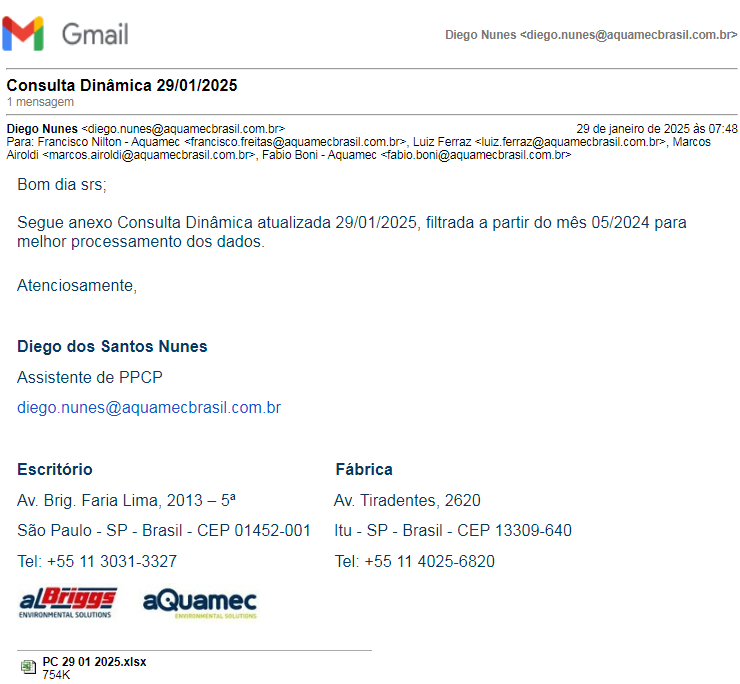 Gmail
Diego Nunes <diego.nunes@aquamecbrasil.com.br>
Consulta Dinâmica 29/01/2025
1 mensagem
Diego Nunes <diego.nunes@aquamecbrasil.com.br> 29 de janeiro de 2025 às 07:48
Para: Francisco Nilton - Aquamec <francisco.freitas@aquamecbrasil.com.br>, Luiz Ferraz <luiz.ferraz@aquamecbrasil.com.br>, Marcos
Airoldi <marcos.airoldi@aquamecbrasil.com.br>, Fabio Boni - Aquamec <fabio.boni@aquamecbrasil.com.br>
Bom dia srs;
Segue anexo Consulta Dinâmica atualizada 29/01/2025, filtrada a partir do mês 05/2024 para
melhor processamento dos dados.
Atenciosamente,
Diego dos Santos Nunes
Assistente de PPCP
diego.nunes@aquamecbrasil.com.br
Escritório Fábrica
Av. Brig. Faria Lima, 2013 – 5ª Av. Tiradentes, 2620
São Paulo - SP - Brasil - CEP 01452-001 Itu - SP - Brasil - CEP 13309-640
Tel: +55 11 3031-3327 Tel: +55 11 4025-6820
alBriggs aQuamec
ENVIRONMENTAL SOLUTIONS ENVIRONMENTAL SOLUTIONS
PC 29 01 2025.xlsx
754K